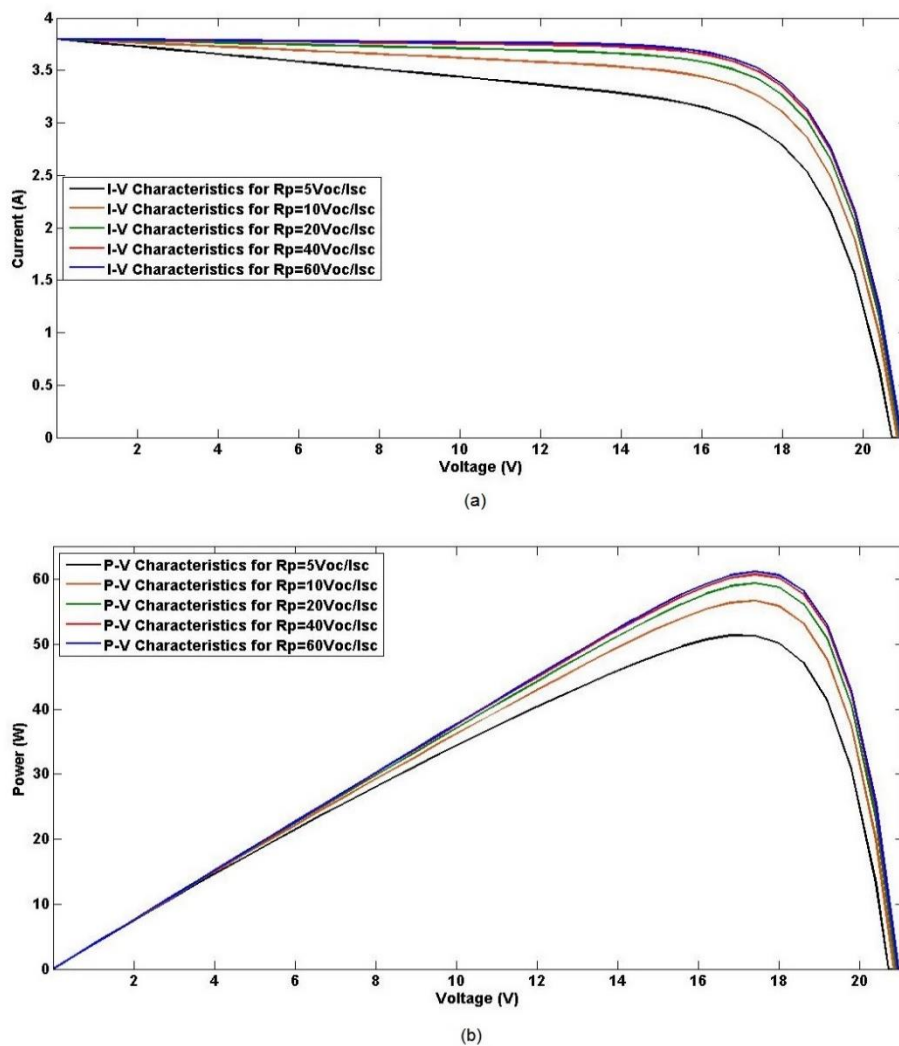 4
3.5
3
2.5
2
1.5
1
0.5
0
Current (A)
I-V Characteristics for Rp=5Voc/Isc
I-V Characteristics for Rp=10Voc/Isc
I-V Characteristics for Rp=20Voc/Isc
I-V Characteristics for Rp=40Voc/Isc
I-V Characteristics for Rp=60Voc/Isc
2 4 6 8 10 12 14 16 18 20
Voltage (V)
(a)
60
50
40
30
20
10
0
Power (W)
P-V Characteristics for Rp=5Voc/Isc
P-V Characteristics for Rp=10Voc/Isc
P-V Characteristics for Rp=20Voc/Isc
P-V Characteristics for Rp=40Voc/Isc
P-V Characteristics for Rp=60Voc/Isc
2 4 6 8 10 12 14 16 18 20
Voltage (V)
(b)